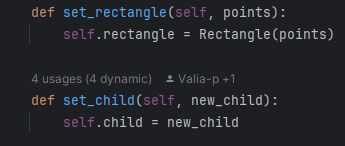 def set_rectangle(self, points):
    self.rectangle = Rectangle(points)
4 usages (4 dynamic) Valia-p +1
def set_child(self, new_child):
    self.child = new_child